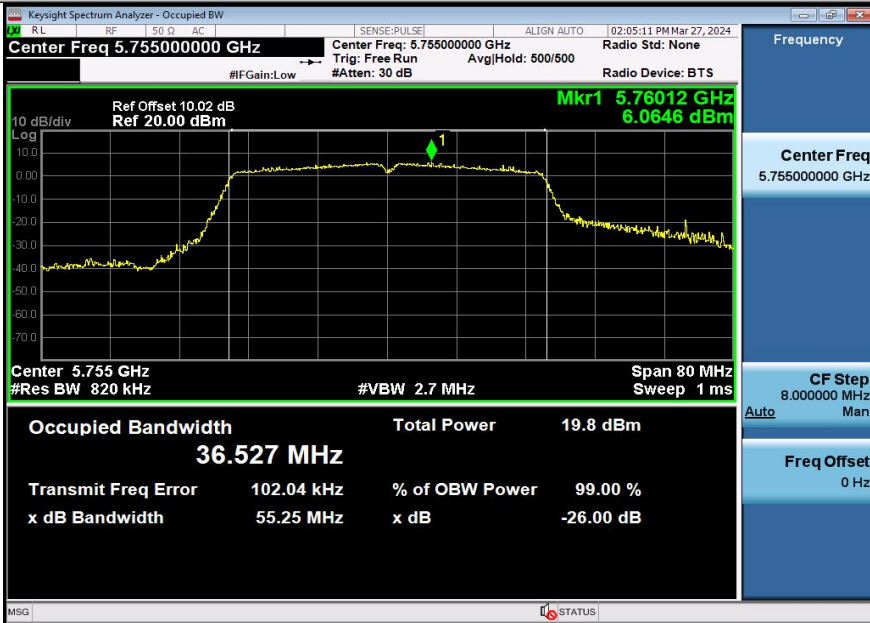 Keysight Spectrum Analyzer - Occupied BW
LXI RL RF 50 Ω AC SENSE:PULSE ALIGN AUTO 02:05:11 PM Mar 27, 2024
Center Freq 5.755000000 GHz
Center Freq: 5.755000000 GHz Radio Std: None
Trig: Free Run Avg|Hold: 500/500
#IFGain:Low #Atten: 30 dB Radio Device: BTS
Frequency
Mkr1 5.76012 GHz
6.0646 dBm
Ref Offset 10.02 dB
10 dB/div Ref 20.00 dBm
Log
1
10.0
0.00
-10.0
-20.0
-30.0
-40.0
-50.0
-60.0
-70.0
Center 5.755 GHz Span 80 MHz
#Res BW 820 kHz #VBW 2.7 MHz Sweep 1 ms
Occupied Bandwidth Total Power 19.8 dBm
36.527 MHz
Transmit Freq Error 102.04 kHz % of OBW Power 99.00 %
x dB Bandwidth 55.25 MHz x dB -26.00 dB
Center Freq
5.755000000 GHz
CF Step
8.000000 MHz
Auto Man
Freq Offset
0 Hz
MSG STATUS